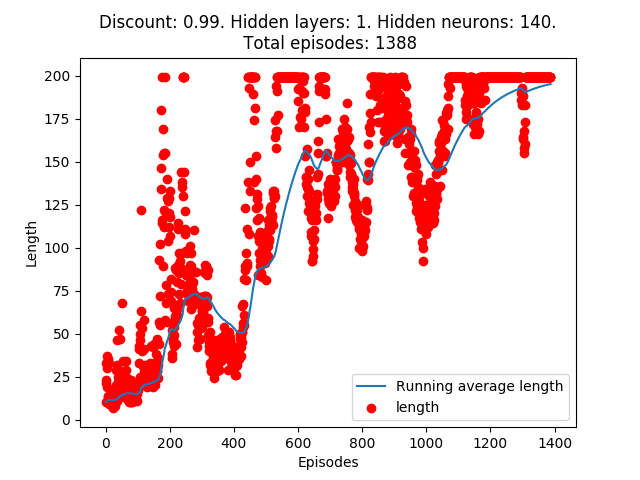 Discount: 0.99. Hidden layers: 1. Hidden neurons: 140.
Total episodes: 1388
200
175
150
125
100
75
50
25
0
Length
0 200 400 600 800 1000 1200 1400
Episodes
Running average length
length